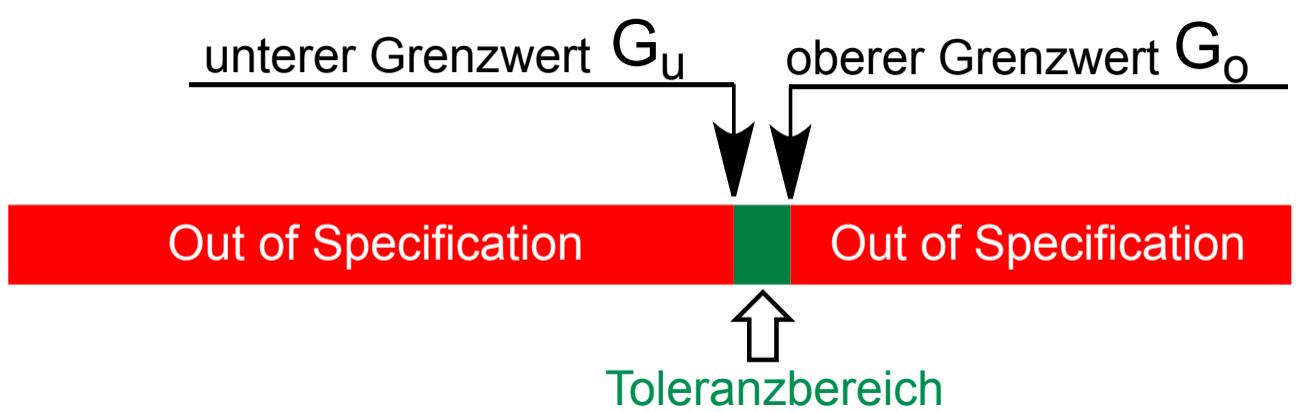 unterer Grenzwert Gu
oberer Grenzwert Go
Out of Specification
Out of Specification
Toleranzbereich